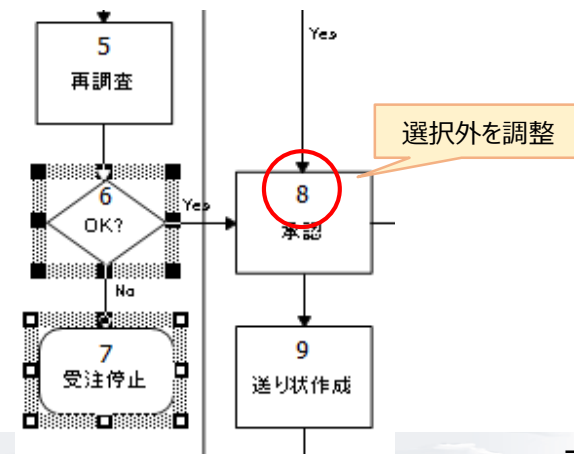 5
再調査
6
OK?
Yes
No
7
受注停止
Yes
選択外を調整
8
承認
9
送り状作成